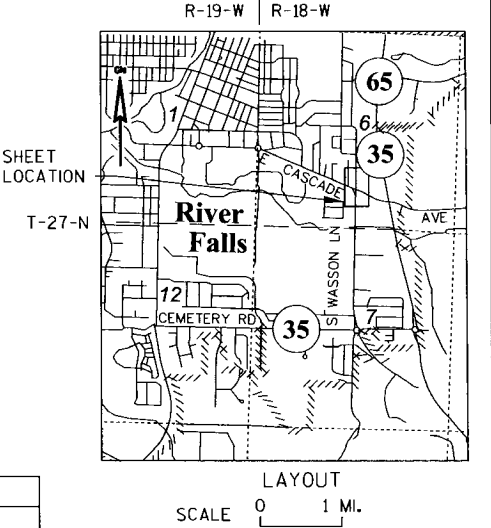 R-19-W R-18-W
GN
65
1
6
SHEET
LOCATION
35
E CASCADE AVE
T-27-N
River
Falls
S WASSON LN
12
CEMETERY RD
35
7
LAYOUT
SCALE 0 1 MI.